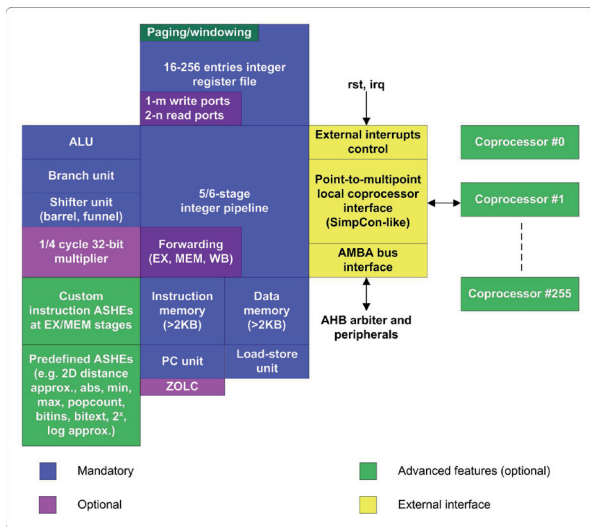 Paging/windowing
16-256 entries integer
register file
1-m write ports
2-n read ports
rst, irq
ALU
External interrupts
control
Coprocessor #0
Branch unit
Shifter unit
(barrel, funnel)
5/6-stage
integer pipeline
Point-to-multipoint
local coprocessor
interface
(SimpCon-like)
Coprocessor #1
1/4 cycle 32-bit
multiplier
Forwarding
(EX, MEM, WB)
AMBA bus
interface
Custom
instruction ASHEs
at EX/MEM stages
Instruction
memory
(>2KB)
Data
memory
(>2KB)
AHB arbiter and
peripherals
Coprocessor #255
Predefined ASHEs
(e.g. 2D distance
approx., abs, min,
max, popcount,
bitins, bitext, 2ˣ,
log approx.)
PC unit
Load-store
unit
ZOLC
Mandatory
Advanced features (optional)
Optional
External interface